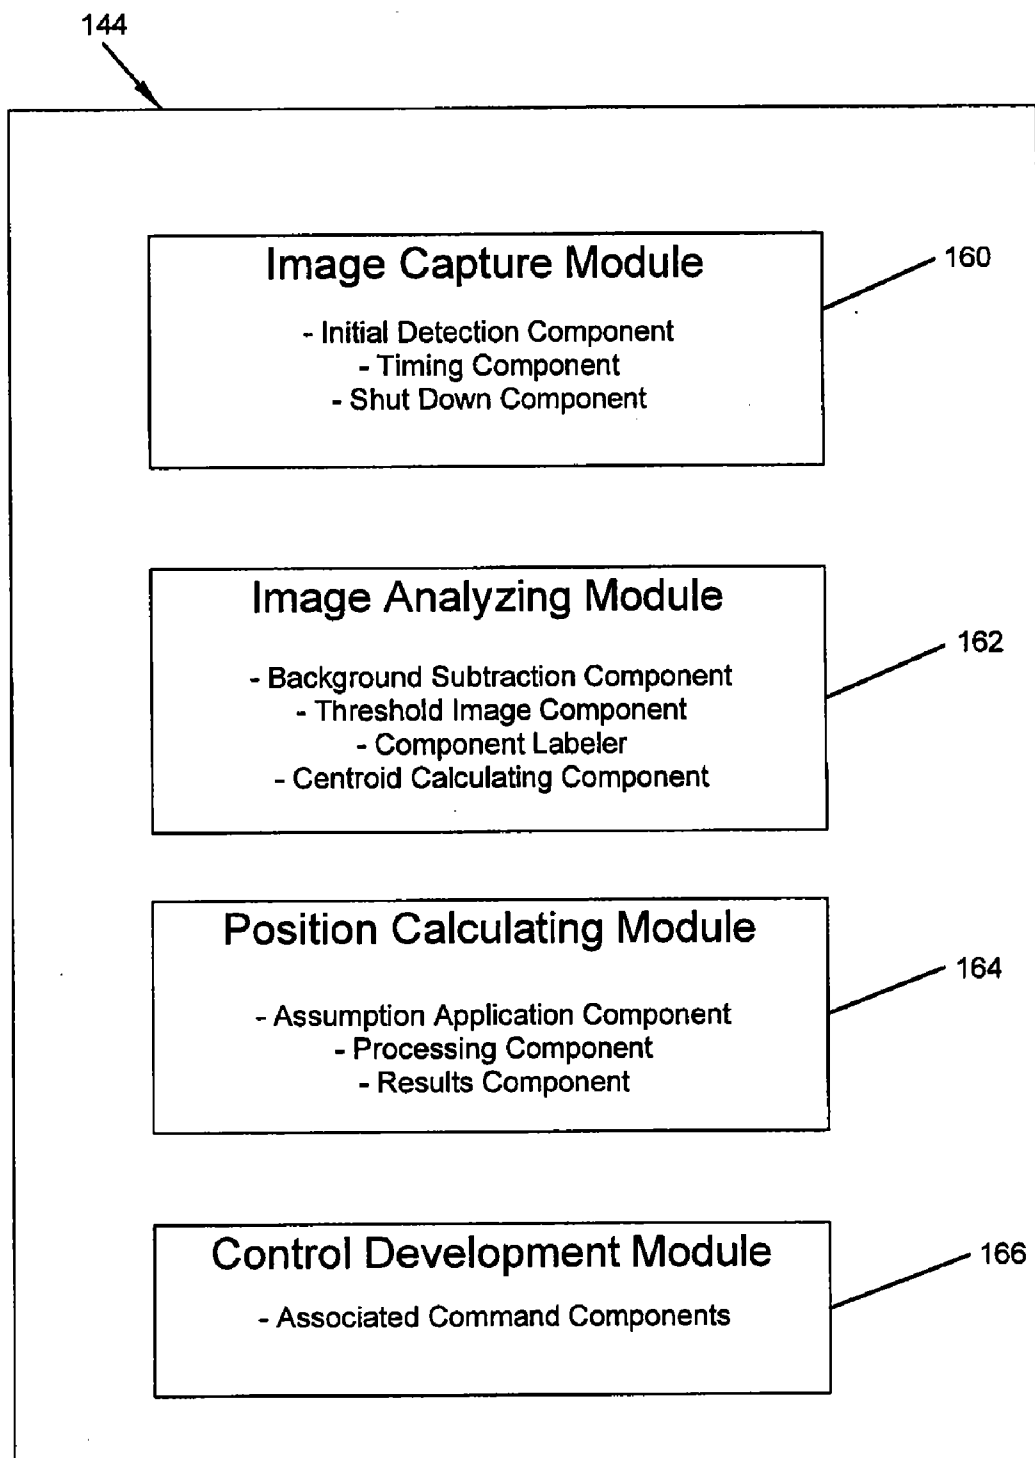 144
Image Capture Module
160
- Initial Detection Component
- Timing Component
- Shut Down Component
Image Analyzing Module
162
- Background Subtraction Component
- Threshold Image Component
- Component Labeler
- Centroid Calculating Component
Position Calculating Module
164
- Assumption Application Component
- Processing Component
- Results Component
Control Development Module
166
- Associated Command Components